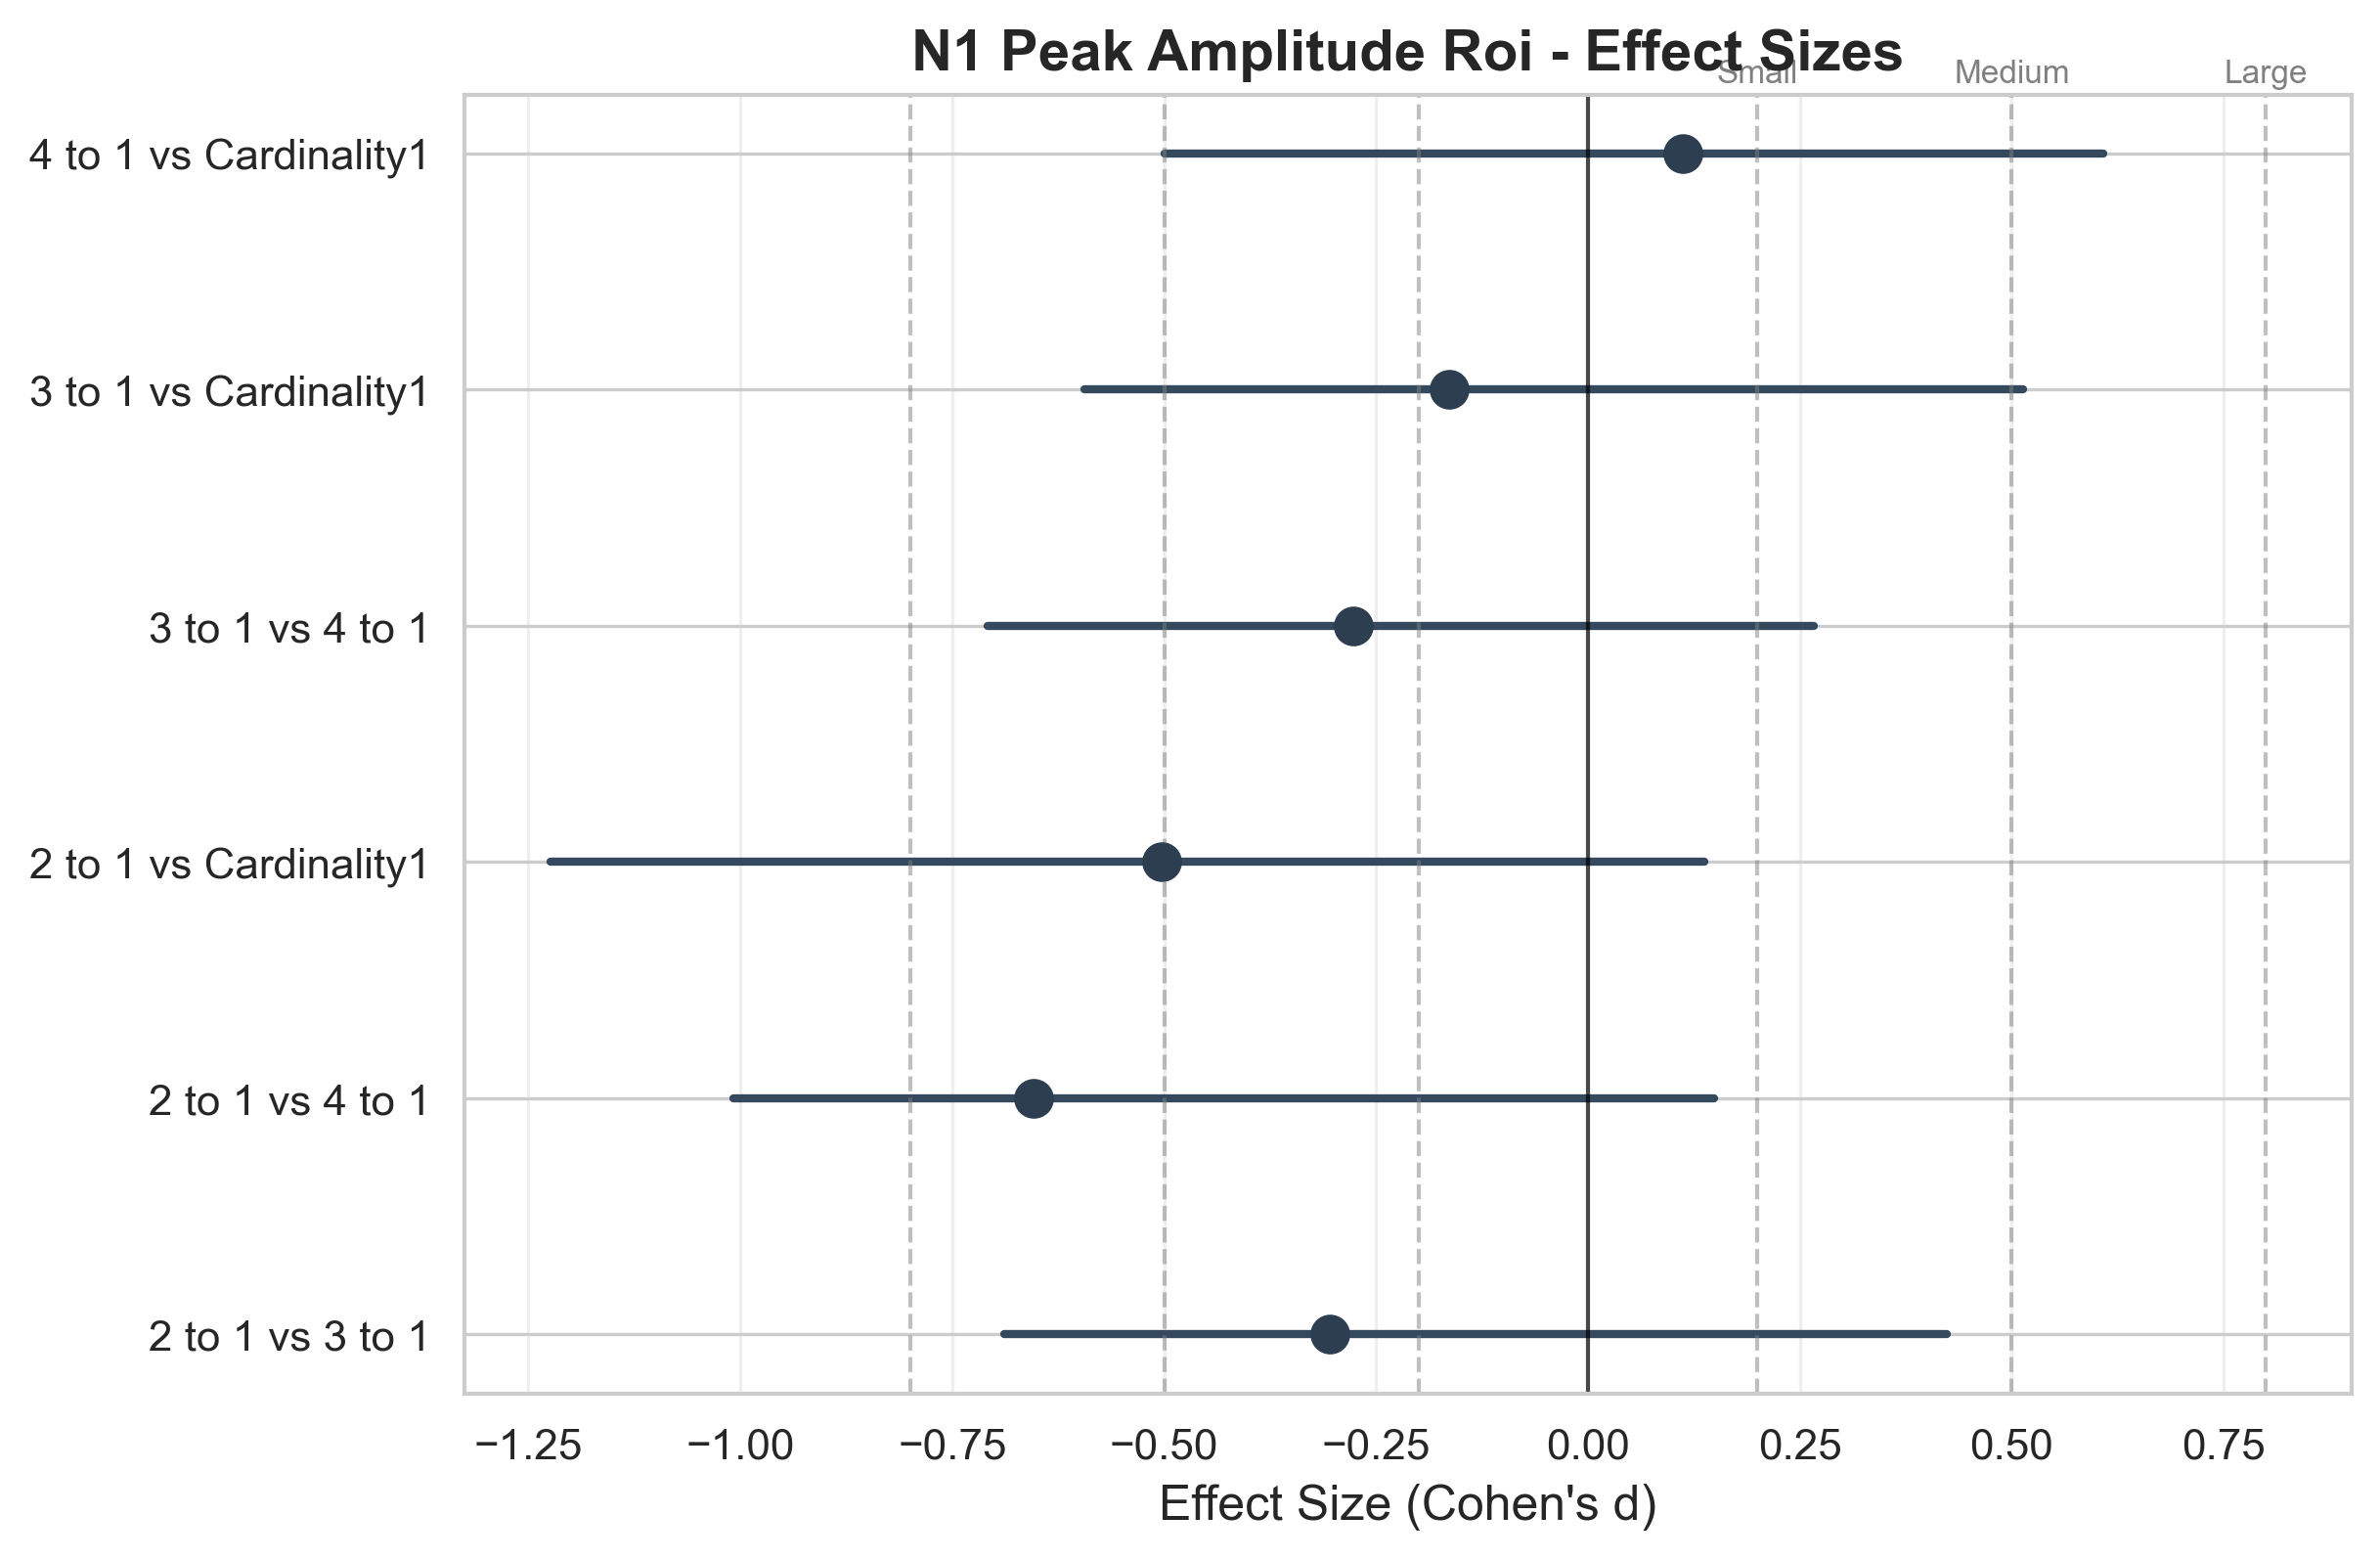 N1 Peak Amplitude Roi - Effect Sizes
Small Medium Large
4 to 1 vs Cardinality1
3 to 1 vs Cardinality1
3 to 1 vs 4 to 1
2 to 1 vs Cardinality1
2 to 1 vs 4 to 1
2 to 1 vs 3 to 1
−1.25 −1.00 −0.75 −0.50 −0.25 0.00 0.25 0.50 0.75
Effect Size (Cohen's d)